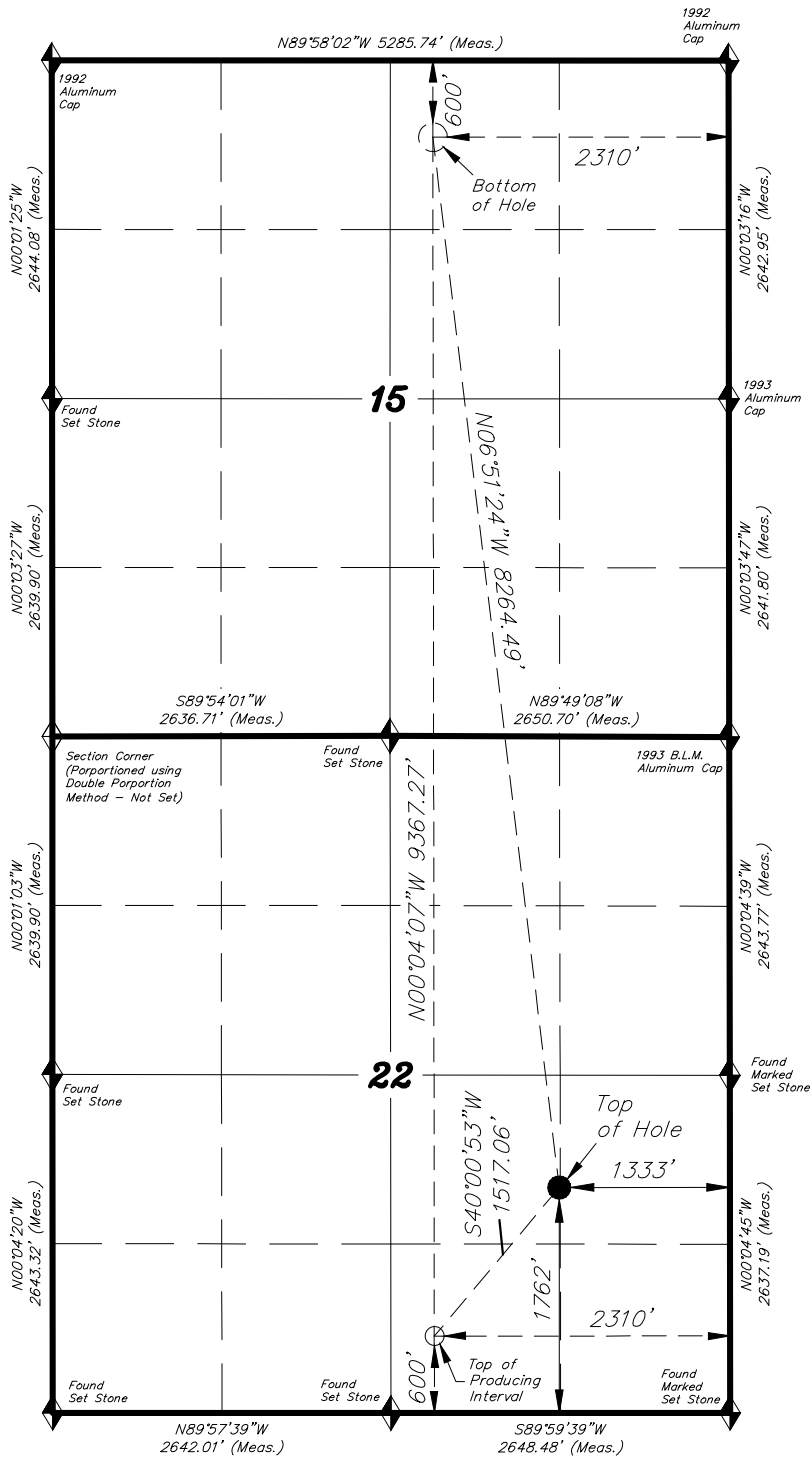 N89°58'02"W 5285.74' (Meas.)
1992
Aluminum
Cap
1992
Aluminum
Cap
600'
2310'
Bottom
of Hole
N00°01'25"W
2644.08' (Meas.)
N00°03'16"W
2642.95' (Meas.)
15
Found
Set Stone
1993
Aluminum
Cap
N06°51'24"W 8264.49'
N00°03'27"W
2639.90' (Meas.)
N00°03'47"W
2641.80' (Meas.)
S89°54'01"W
2636.71' (Meas.)
N89°49'08"W
2650.70' (Meas.)
Section Corner
(Porportioned using
Double Porportion
Method - Not Set)
Found
Set Stone
1993 B.L.M.
Aluminum Cap
N00°04'07"W 9367.27'
N00°01'03"W
2639.90' (Meas.)
N00°04'39"W
2643.77' (Meas.)
22
Found
Set Stone
Found
Marked
Set Stone
Top
of Hole
1333'
S40°00'53"W
1517.06'
N00°04'20"W
2643.32' (Meas.)
N00°04'45"W
2637.19' (Meas.)
1762'
2310'
600'
Top of
Producing
Interval
Found
Set Stone
Found
Set Stone
Found
Marked
Set Stone
N89°57'39"W
2642.01' (Meas.)
S89°59'39"W
2648.48' (Meas.)